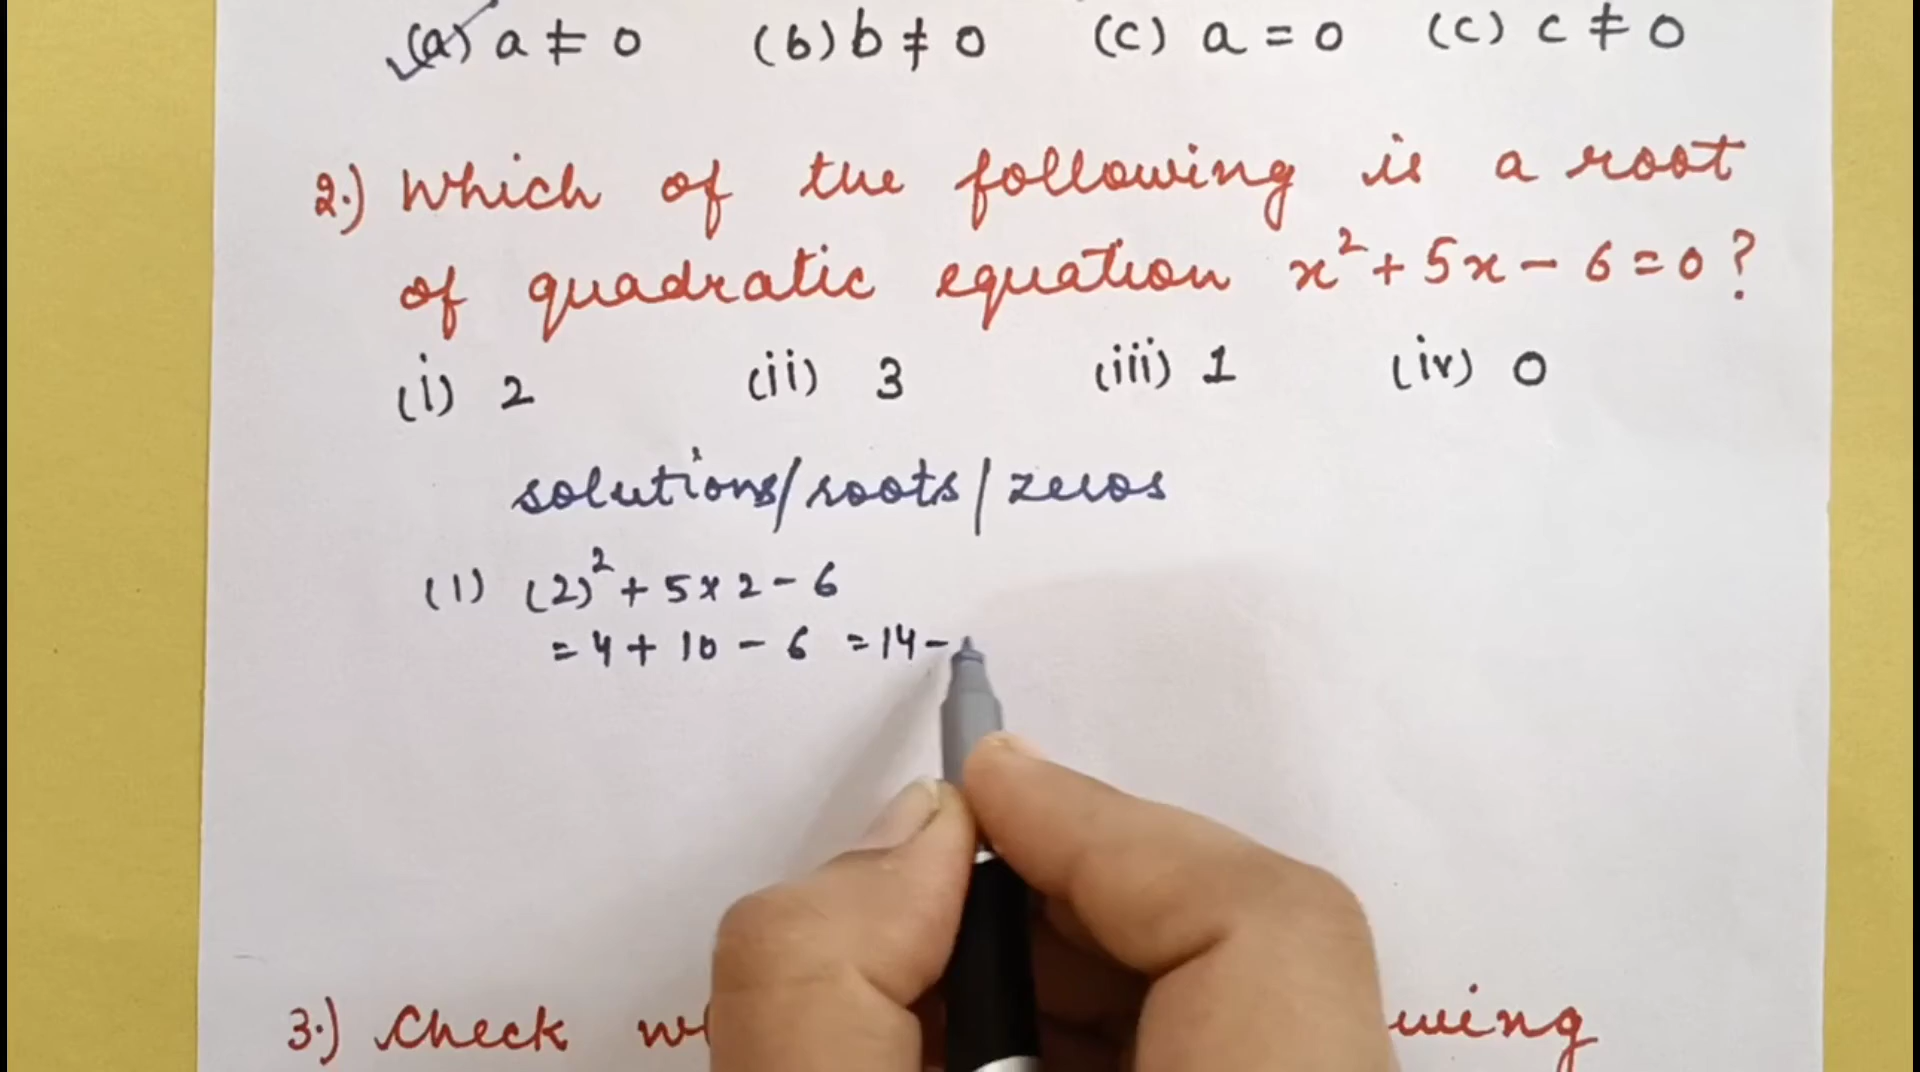 (a) a ≠ 0 (b) b ≠ 0 (c) a = 0 (c) c ≠ 0
2.) Which of the following is a root
of quadratic equation x² + 5x - 6 = 0 ?
(i) 2 (ii) 3 (iii) 1 (iv) 0
solutions/roots/zeros
(1) (2)² + 5 x 2 - 6
= 4 + 10 - 6 = 14 -
3.) Check